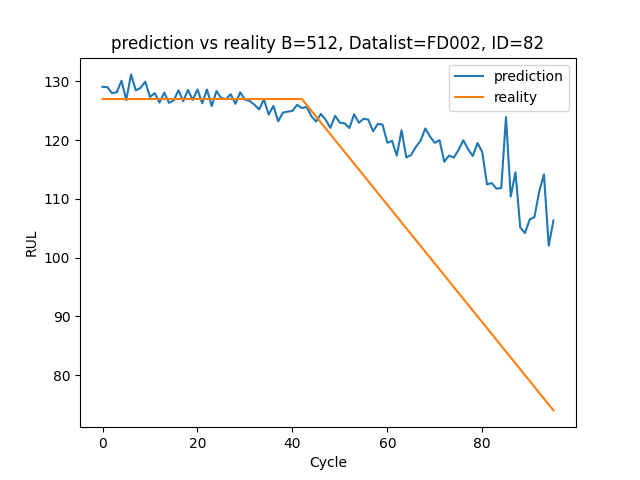 prediction vs reality B=512, Datalist=FD002, ID=82
prediction
reality
130
120
110
100
90
80
RUL
0 20 40 60 80
Cycle